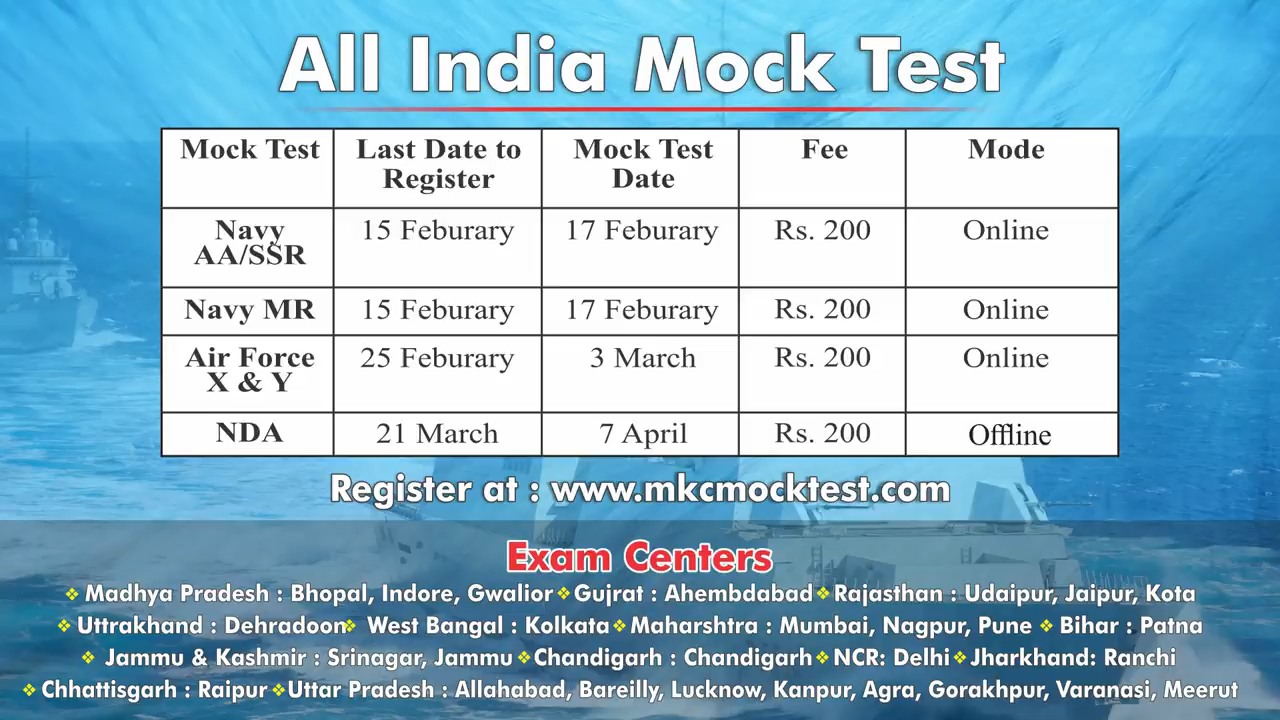 All India Mock Test
Mock Test Last Date to Register Mock Test Date Fee Mode
Navy AA/SSR 15 Feburary 17 Feburary Rs. 200 Online
Navy MR 15 Feburary 17 Feburary Rs. 200 Online
Air Force X & Y 25 Feburary 3 March Rs. 200 Online
NDA 21 March 7 April Rs. 200 Offline
Register at : www.mkcmocktest.com
Exam Centers
❖ Madhya Pradesh : Bhopal, Indore, Gwalior ❖ Gujrat : Ahembdabad ❖ Rajasthan : Udaipur, Jaipur, Kota
❖ Uttrakhand : Dehradoon ❖ West Bangal : Kolkata ❖ Maharshtra : Mumbai, Nagpur, Pune ❖ Bihar : Patna
❖ Jammu & Kashmir : Srinagar, Jammu ❖ Chandigarh : Chandigarh ❖ NCR: Delhi ❖ Jharkhand: Ranchi
❖ Chhattisgarh : Raipur ❖ Uttar Pradesh : Allahabad, Bareilly, Lucknow, Kanpur, Agra, Gorakhpur, Varanasi, Meerut